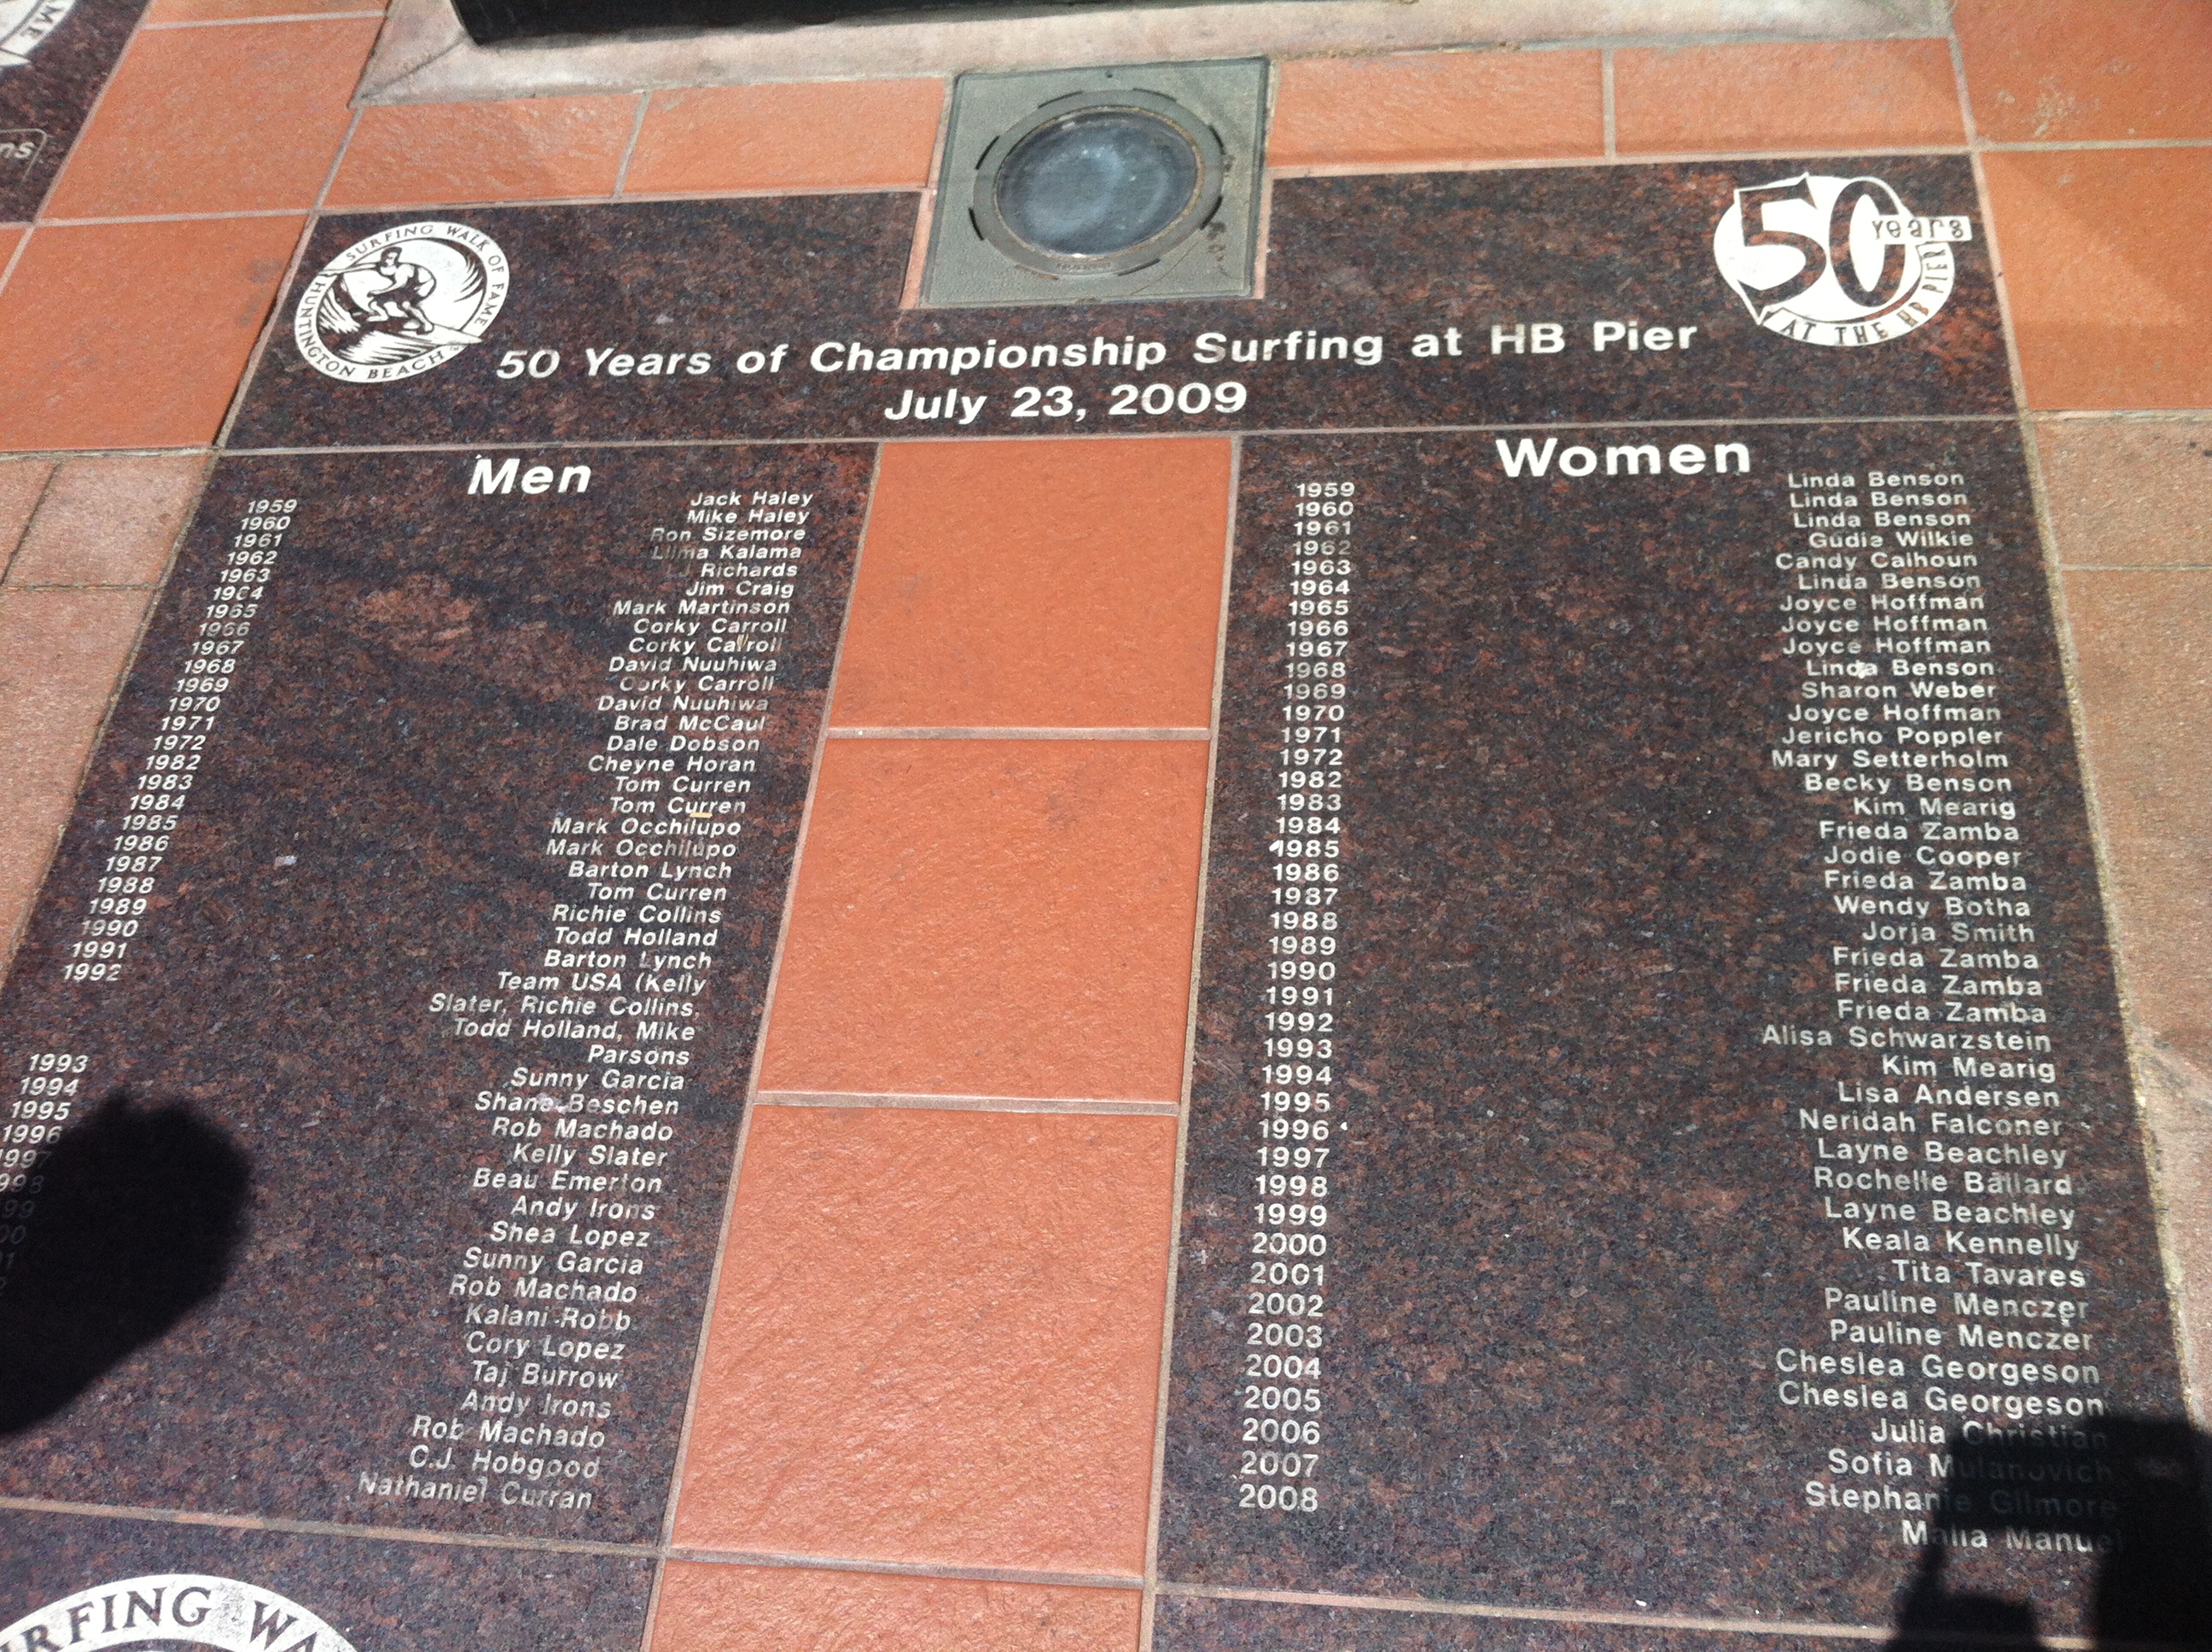 SURFING WALK OF FAME
HUNTINGTON BEACH
50 Years
AT THE HB PIER
50 Years of Championship Surfing at HB Pier
July 23, 2009
Men
1959 Jack Haley
1960 Mike Haley
1961 Ron Sizemore
1962 Kalama
1963 Richards
1964 Jim Craig
1965 Mark Martinson
1966 Corky Carroll
1967 Corky Carroll
1968 David Nuuhiwa
1969 Corky Carroll
1970 David Nuuhiwa
1971 Brad McCaul
1972 Dale Dobson
1982 Cheyne Horan
1983 Tom Curren
1984 Tom Curren
1985 Mark Occhilupo
1986 Mark Occhilupo
1987 Barton Lynch
1988 Tom Curren
1989 Richie Collins
1990 Todd Holland
1991 Barton Lynch
1992 Team USA (Kelly
Slater, Richie Collins,
Todd Holland, Mike
Parsons
1993 Sunny Garcia
1994 Shane Beschen
1995 Rob Machado
1996 Kelly Slater
Beau Emerton
Andy Irons
Shea Lopez
Sunny Garcia
Rob Machado
Kalani Robb
Cory Lopez
Taj Burrow
Andy Irons
Rob Machado
C.J. Hobgood
Nathaniel Curran
Women
1959 Linda Benson
1960 Linda Benson
1961 Linda Benson
1962 Gudie Wilkie
1963 Candy Calhoun
1964 Linda Benson
1965 Joyce Hoffman
1966 Joyce Hoffman
1967 Joyce Hoffman
1968 Linda Benson
1969 Sharon Weber
1970 Joyce Hoffman
1971 Jericho Poppler
1972 Mary Setterholm
1982 Becky Benson
1983 Kim Mearig
1984 Frieda Zamba
1985 Jodie Cooper
1986 Frieda Zamba
1987 Wendy Botha
1988 Jorja Smith
1989 Frieda Zamba
1990 Frieda Zamba
1991 Frieda Zamba
1992 Alisa Schwarzstein
1993 Kim Mearig
1994 Lisa Andersen
1995 Neridah Falconer
1996 Layne Beachley
1997 Rochelle Ballard
1998 Layne Beachley
1999 Keala Kennelly
2000 Tita Tavares
2001 Pauline Menczer
2002 Pauline Menczer
2003 Cheslea Georgeson
2004 Cheslea Georgeson
2005 Julia Christian
2006 Sofia Mulanovich
2007 Stephanie Gilmore
2008 Malia Manuel